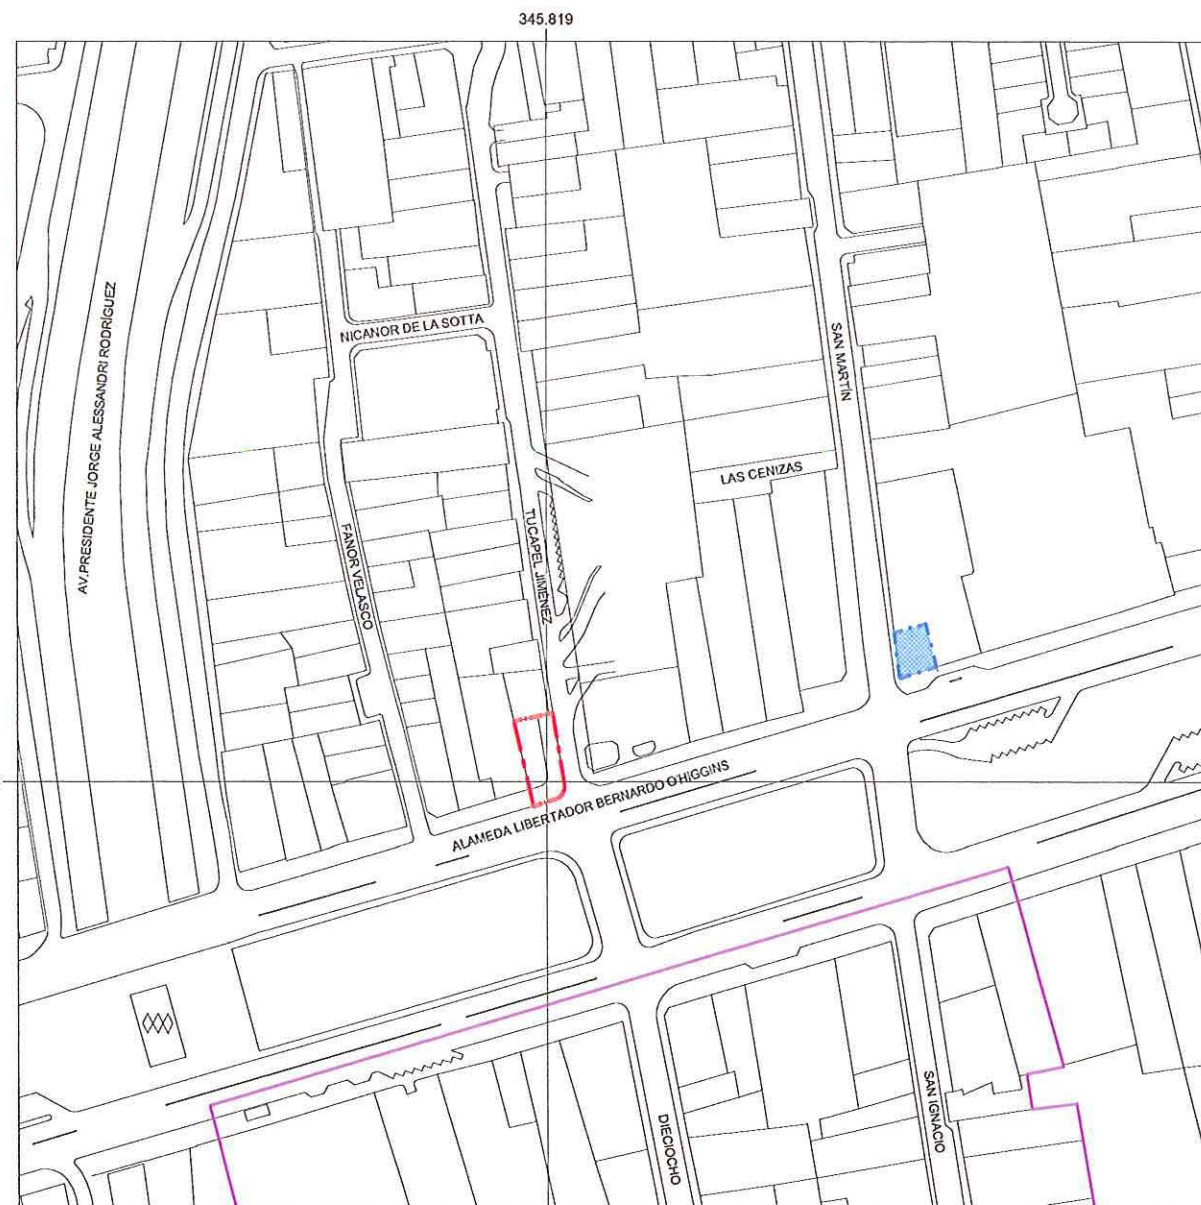 345.819
AV.PRESIDENTE JORGE ALESSANDRI RODRÍGUEZ
NICANOR DE LA SOTTA
SAN MARTÍN
LAS CENIZAS
FANOR VELASCO
TUCAPEL JIMÉNEZ
ALAMEDA LIBERTADOR BERNARDO O'HIGGINS
DIECIOCHO
SAN IGNACIO